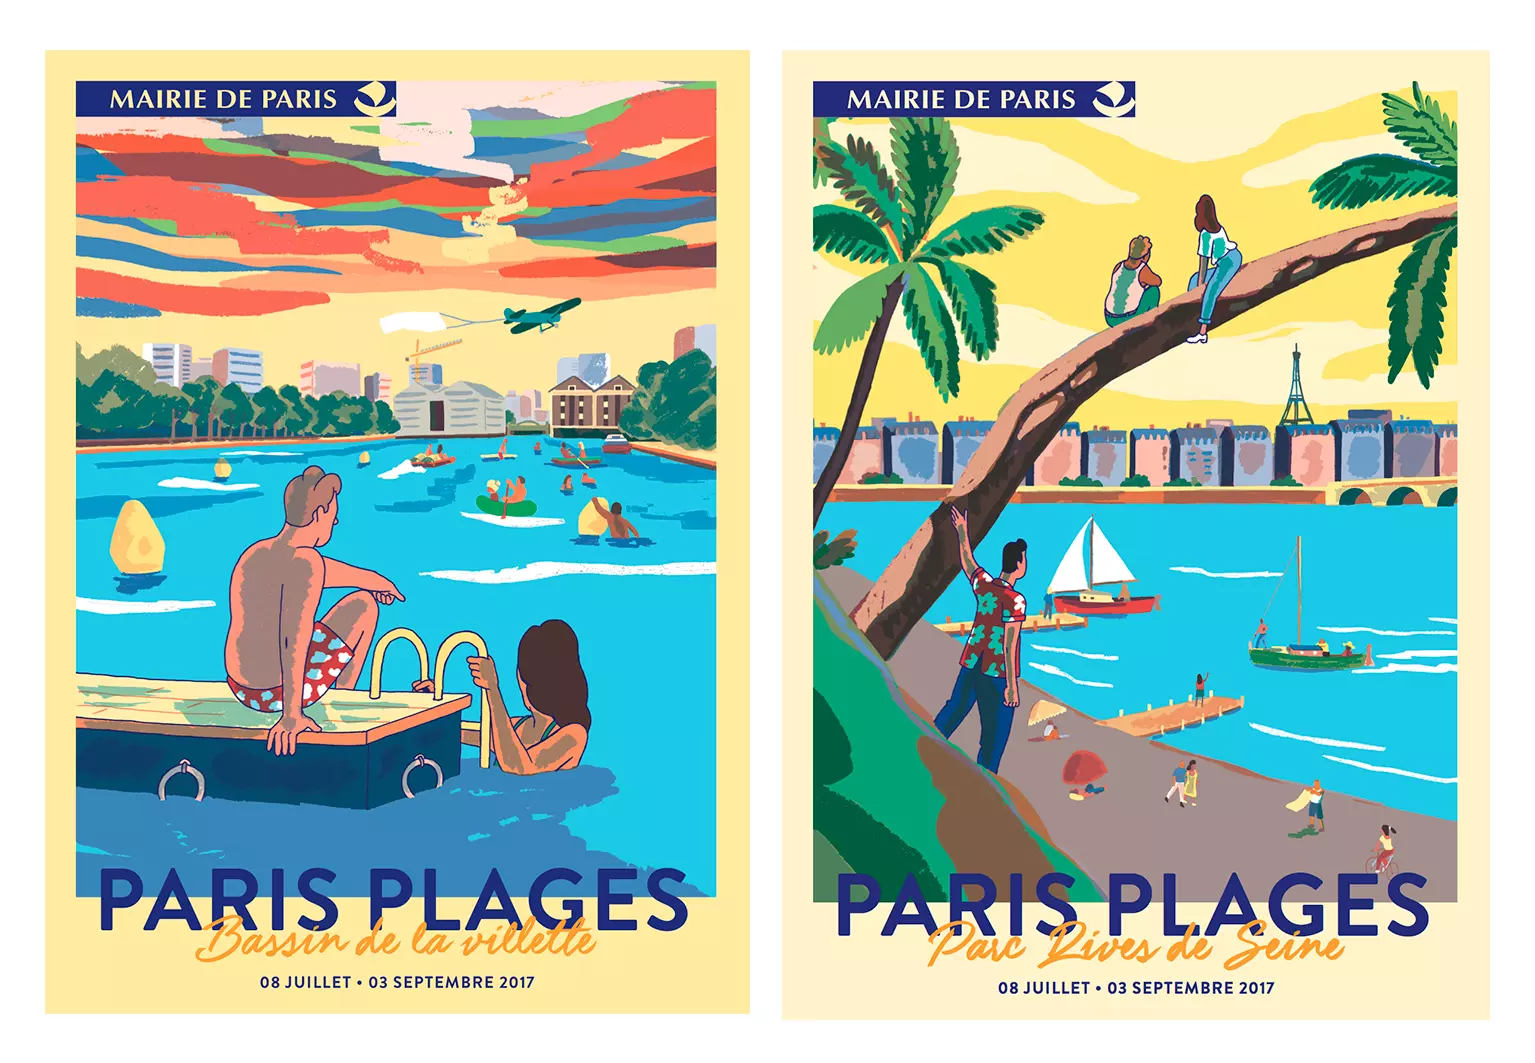 MAIRIE DE PARIS
PARIS PLAGES
Bassin de la villette
08 JUILLET • 03 SEPTEMBRE 2017
MAIRIE DE PARIS
PARIS PLAGES
Parc Rives de Seine
08 JUILLET • 03 SEPTEMBRE 2017